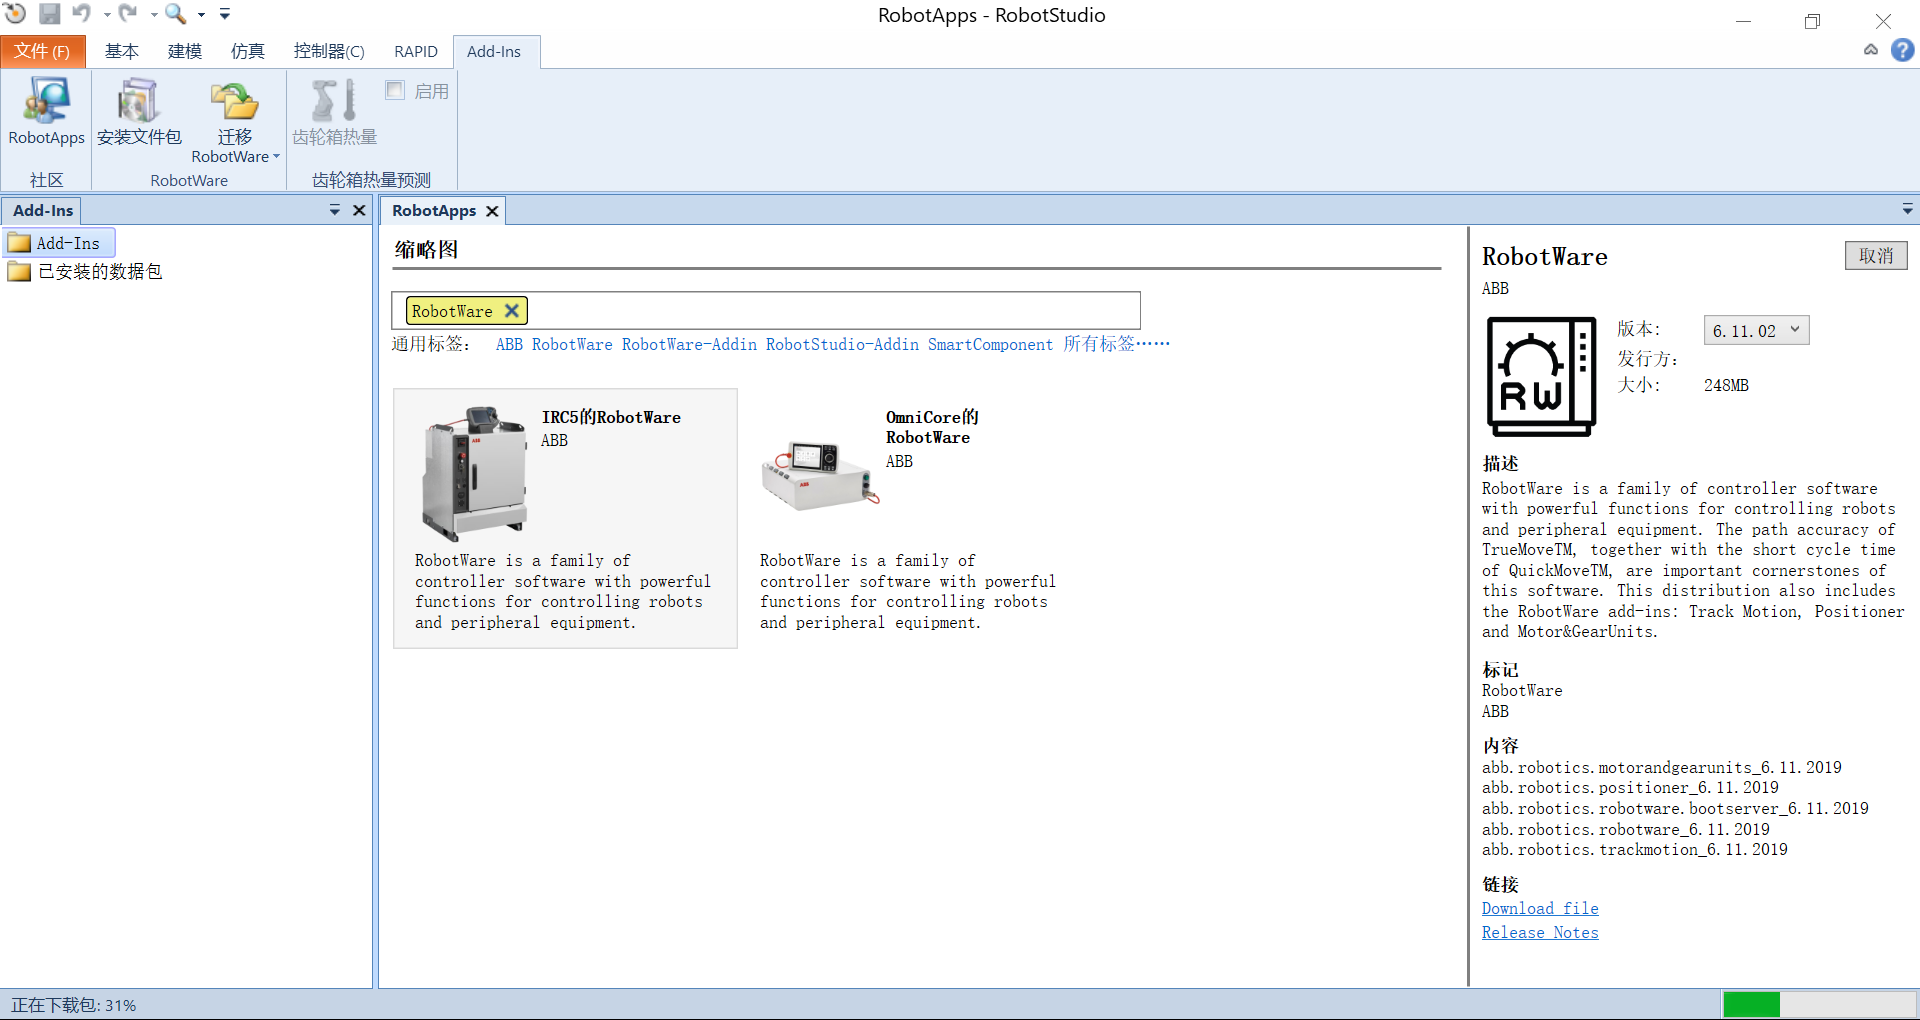 RobotApps - RobotStudio
文件 (F)
基本
建模
仿真
控制器(C)
RAPID
Add-Ins
RobotApps
安装文件包
迁移
RobotWare
齿轮箱热量
启用
社区
RobotWare
齿轮箱热量预测
Add-Ins
RobotApps
Add-Ins
已安装的数据包
缩略图
RobotWare
通用标签: ABB RobotWare RobotWare-Addin RobotStudio-Addin SmartComponent 所有标签……
IRC5的RobotWare
ABB
RobotWare is a family of
controller software with powerful
functions for controlling robots
and peripheral equipment.
OmniCore的
RobotWare
ABB
RobotWare is a family of
controller software with powerful
functions for controlling robots
and peripheral equipment.
RobotWare
取消
ABB
RW
版本: 6.11.02
发行方:
大小: 248MB
描述
RobotWare is a family of controller software
with powerful functions for controlling robots
and peripheral equipment. The path accuracy of
TrueMoveTM, together with the short cycle time
of QuickMoveTM, are important cornerstones of
this software. This distribution also includes
the RobotWare add-ins: Track Motion, Positioner
and Motor&GearUnits.
标记
RobotWare
ABB
内容
abb.robotics.motorandgearunits_6.11.2019
abb.robotics.positioner_6.11.2019
abb.robotics.robotware.bootserver_6.11.2019
abb.robotics.robotware_6.11.2019
abb.robotics.trackmotion_6.11.2019
链接
Download file
Release Notes
正在下载包: 31%